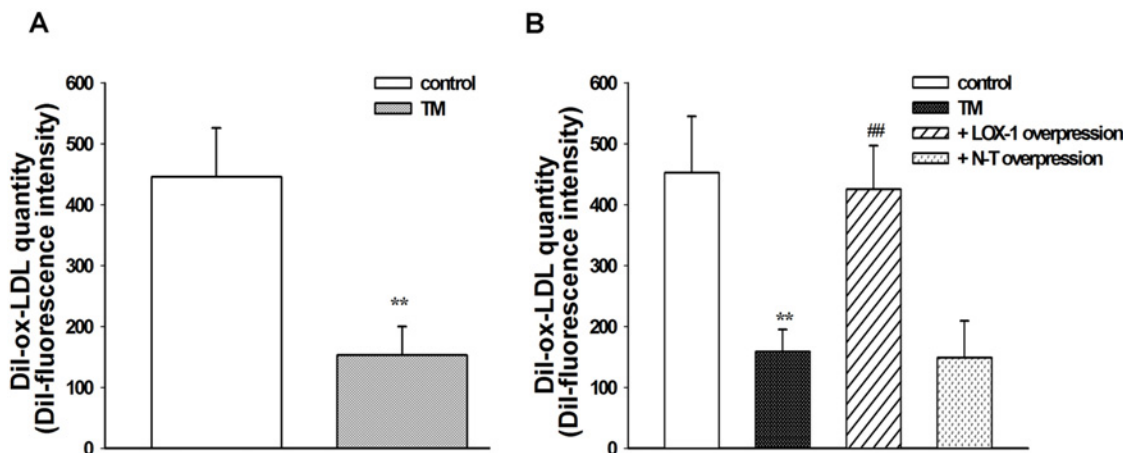 A
Dil-ox-LDL quantity
(Dil-fluorescence intensity)
600
500
400
300
200
100
0
control
TM
**
B
Dil-ox-LDL quantity
(Dil-fluorescence intensity)
600
500
400
300
200
100
0
control
TM
+ LOX-1 overpression
+ N-T overpression
**
##